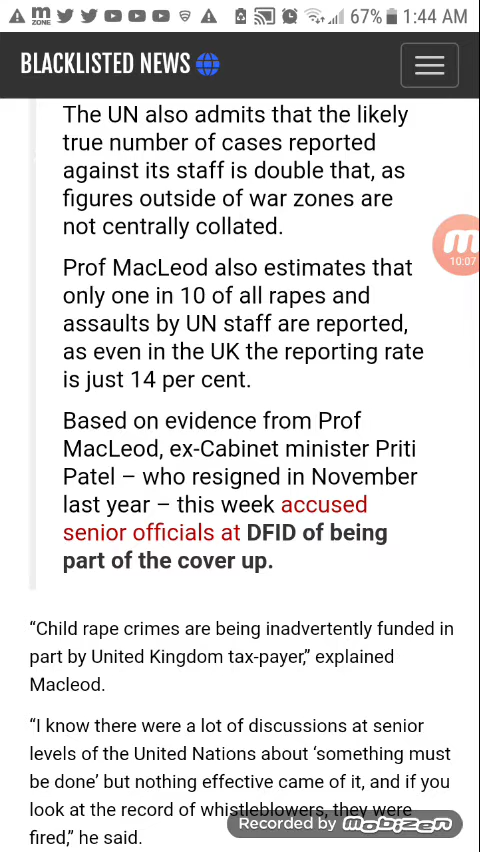 mZONE 67% 1:44 AM
BLACKLISTED NEWS
The UN also admits that the likely
true number of cases reported
against its staff is double that, as
figures outside of war zones are
not centrally collated.
m
10:07
Prof MacLeod also estimates that
only one in 10 of all rapes and
assaults by UN staff are reported,
as even in the UK the reporting rate
is just 14 per cent.
Based on evidence from Prof
MacLeod, ex-Cabinet minister Priti
Patel – who resigned in November
last year – this week accused
senior officials at DFID of being
part of the cover up.
“Child rape crimes are being inadvertently funded in
part by United Kingdom tax-payer,” explained
Macleod.
“I know there were a lot of discussions at senior
levels of the United Nations about ‘something must
be done’ but nothing effective came of it, and if you
look at the record of whistleblowers, they were
fired,” he said.
Recorded by mobizen